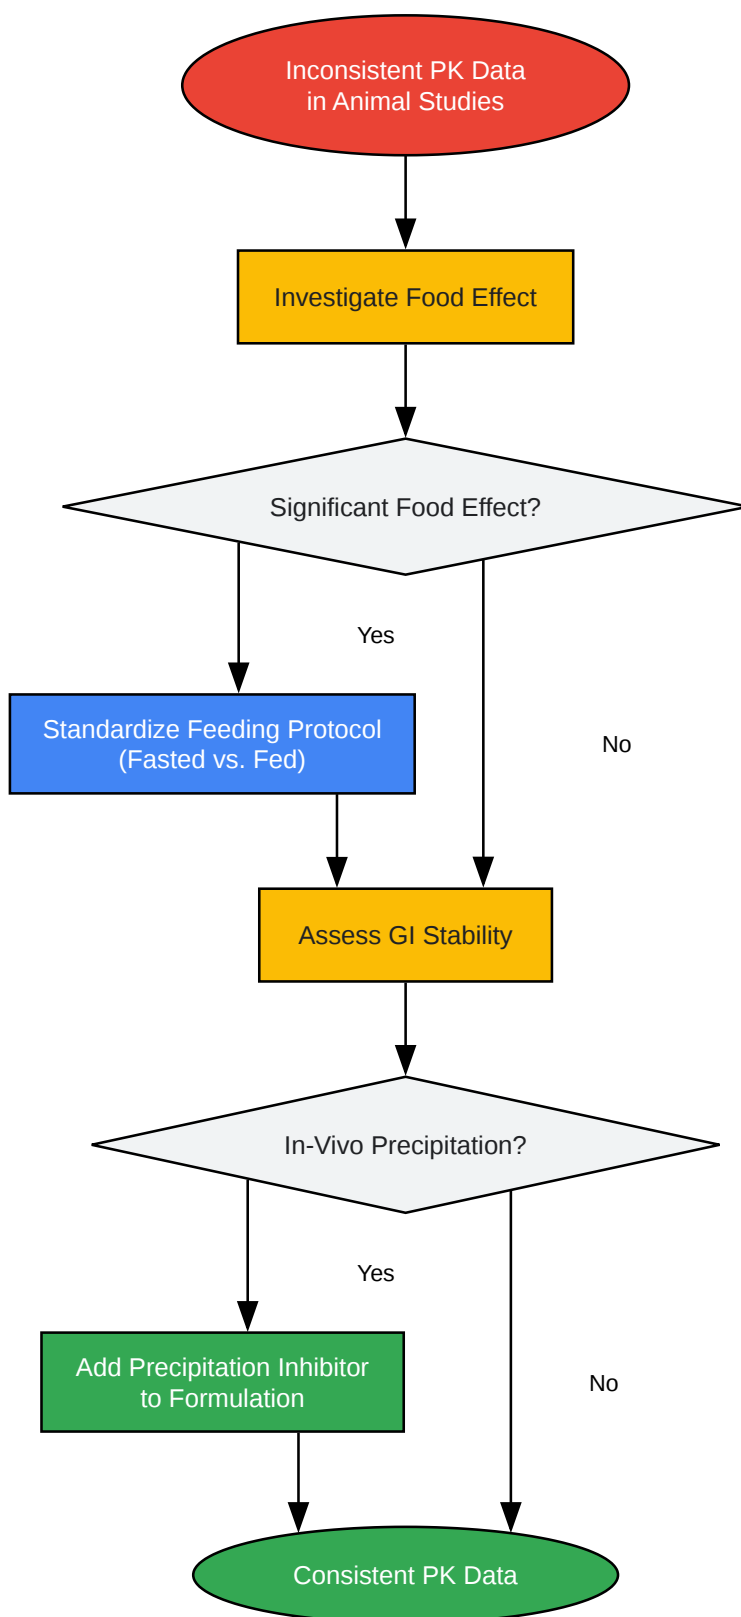 Inconsistent PK Data
in Animal Studies
Investigate Food Effect
Significant Food Effect?
Yes
Standardize Feeding Protocol
(Fasted vs. Fed)
No
Assess GI Stability
In-Vivo Precipitation?
Yes
Add Precipitation Inhibitor
to Formulation
No
Consistent PK Data